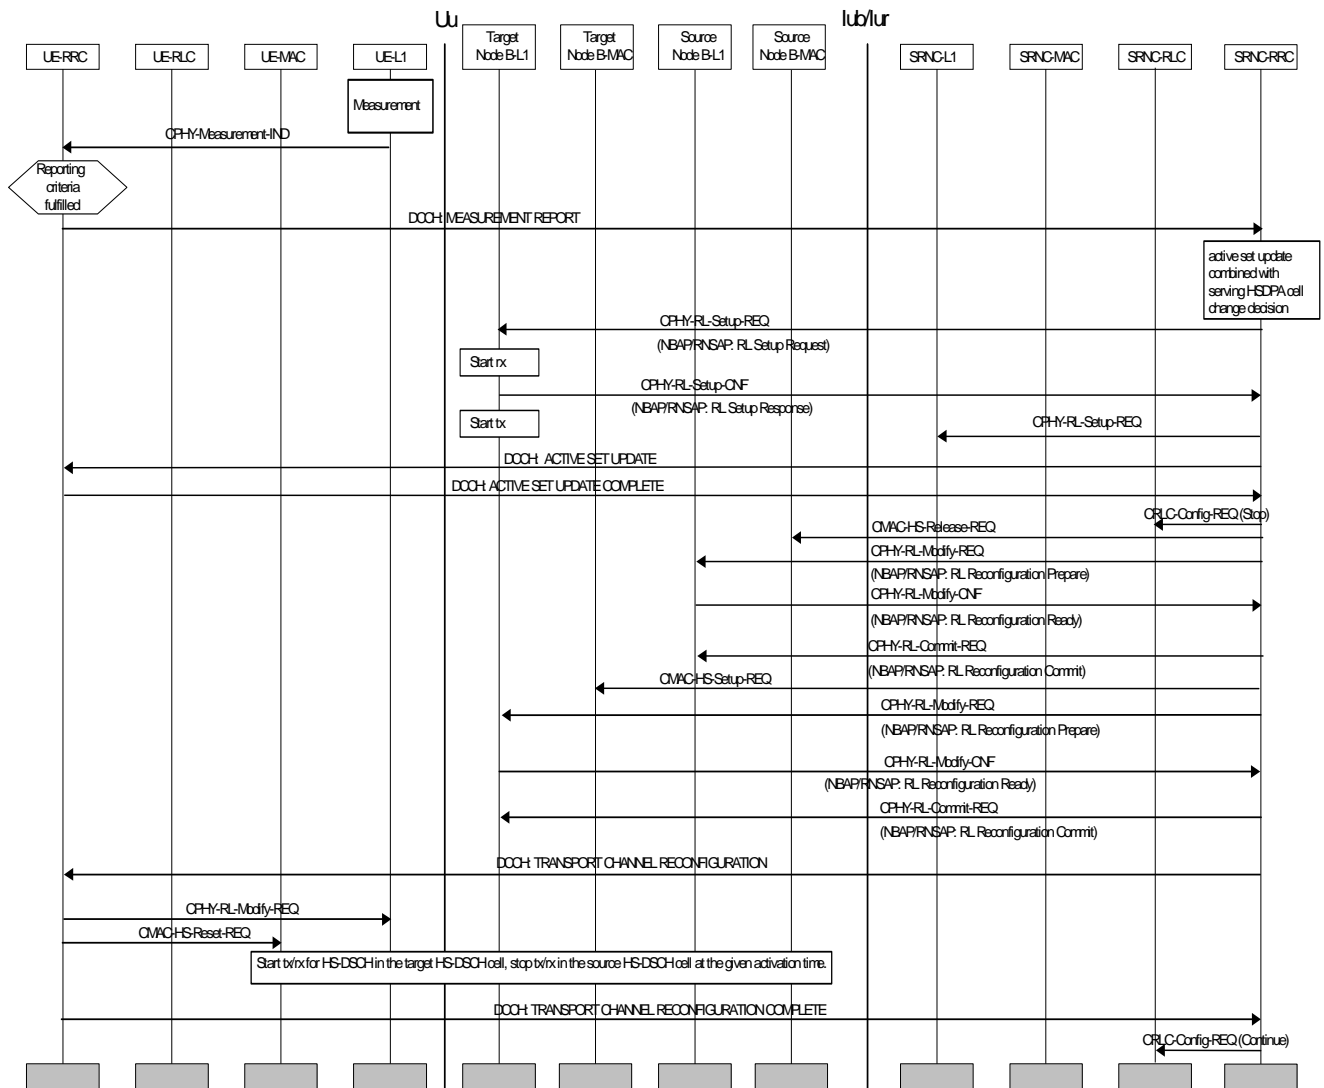 Uu
Iub/Iur
UE-RRC
UE-RLC
UE-MAC
UE-L1
Target
Node B-L1
Target
Node B-MAC
Source
Node B-L1
Source
Node B-MAC
SRNC-L1
SRNC-MAC
SRNC-RLC
SRNC-RRC
Measurement
CPHY-Measurement-IND
Reporting
criteria
fulfilled
DCCH: MEASUREMENT REPORT
active set update
combined with
serving HSDPA cell
change decision
CPHY-RL-Setup-REQ
(NBAP/RNSAP: RL Setup Request)
Start rx
CPHY-RL-Setup-CNF
(NBAP/RNSAP: RL Setup Response)
Start tx
CPHY-RL-Setup-REQ
DCCH: ACTIVE SET UPDATE
DCCH: ACTIVE SET UPDATE COMPLETE
CRLC-Config-REQ (Stop)
CMAC-HS-Release-REQ
CPHY-RL-Modify-REQ
(NBAP/RNSAP: RL Reconfiguration Prepare)
CPHY-RL-Modify-CNF
(NBAP/RNSAP: RL Reconfiguration Ready)
CPHY-RL-Commit-REQ
(NBAP/RNSAP: RL Reconfiguration Commit)
CMAC-HS-Setup-REQ
CPHY-RL-Modify-REQ
(NBAP/RNSAP: RL Reconfiguration Prepare)
CPHY-RL-Modify-CNF
(NBAP/RNSAP: RL Reconfiguration Ready)
CPHY-RL-Commit-REQ
(NBAP/RNSAP: RL Reconfiguration Commit)
DCCH: TRANSPORT CHANNEL RECONFIGURATION
CPHY-RL-Modify-REQ
CMAC-HS-Reset-REQ
Start tx/rx for HS-DSCH in the target HS-DSCH cell, stop tx/rx in the source HS-DSCH cell at the given activation time.
DCCH: TRANSPORT CHANNEL RECONFIGURATION COMPLETE
CRLC-Config-REQ (Continue)